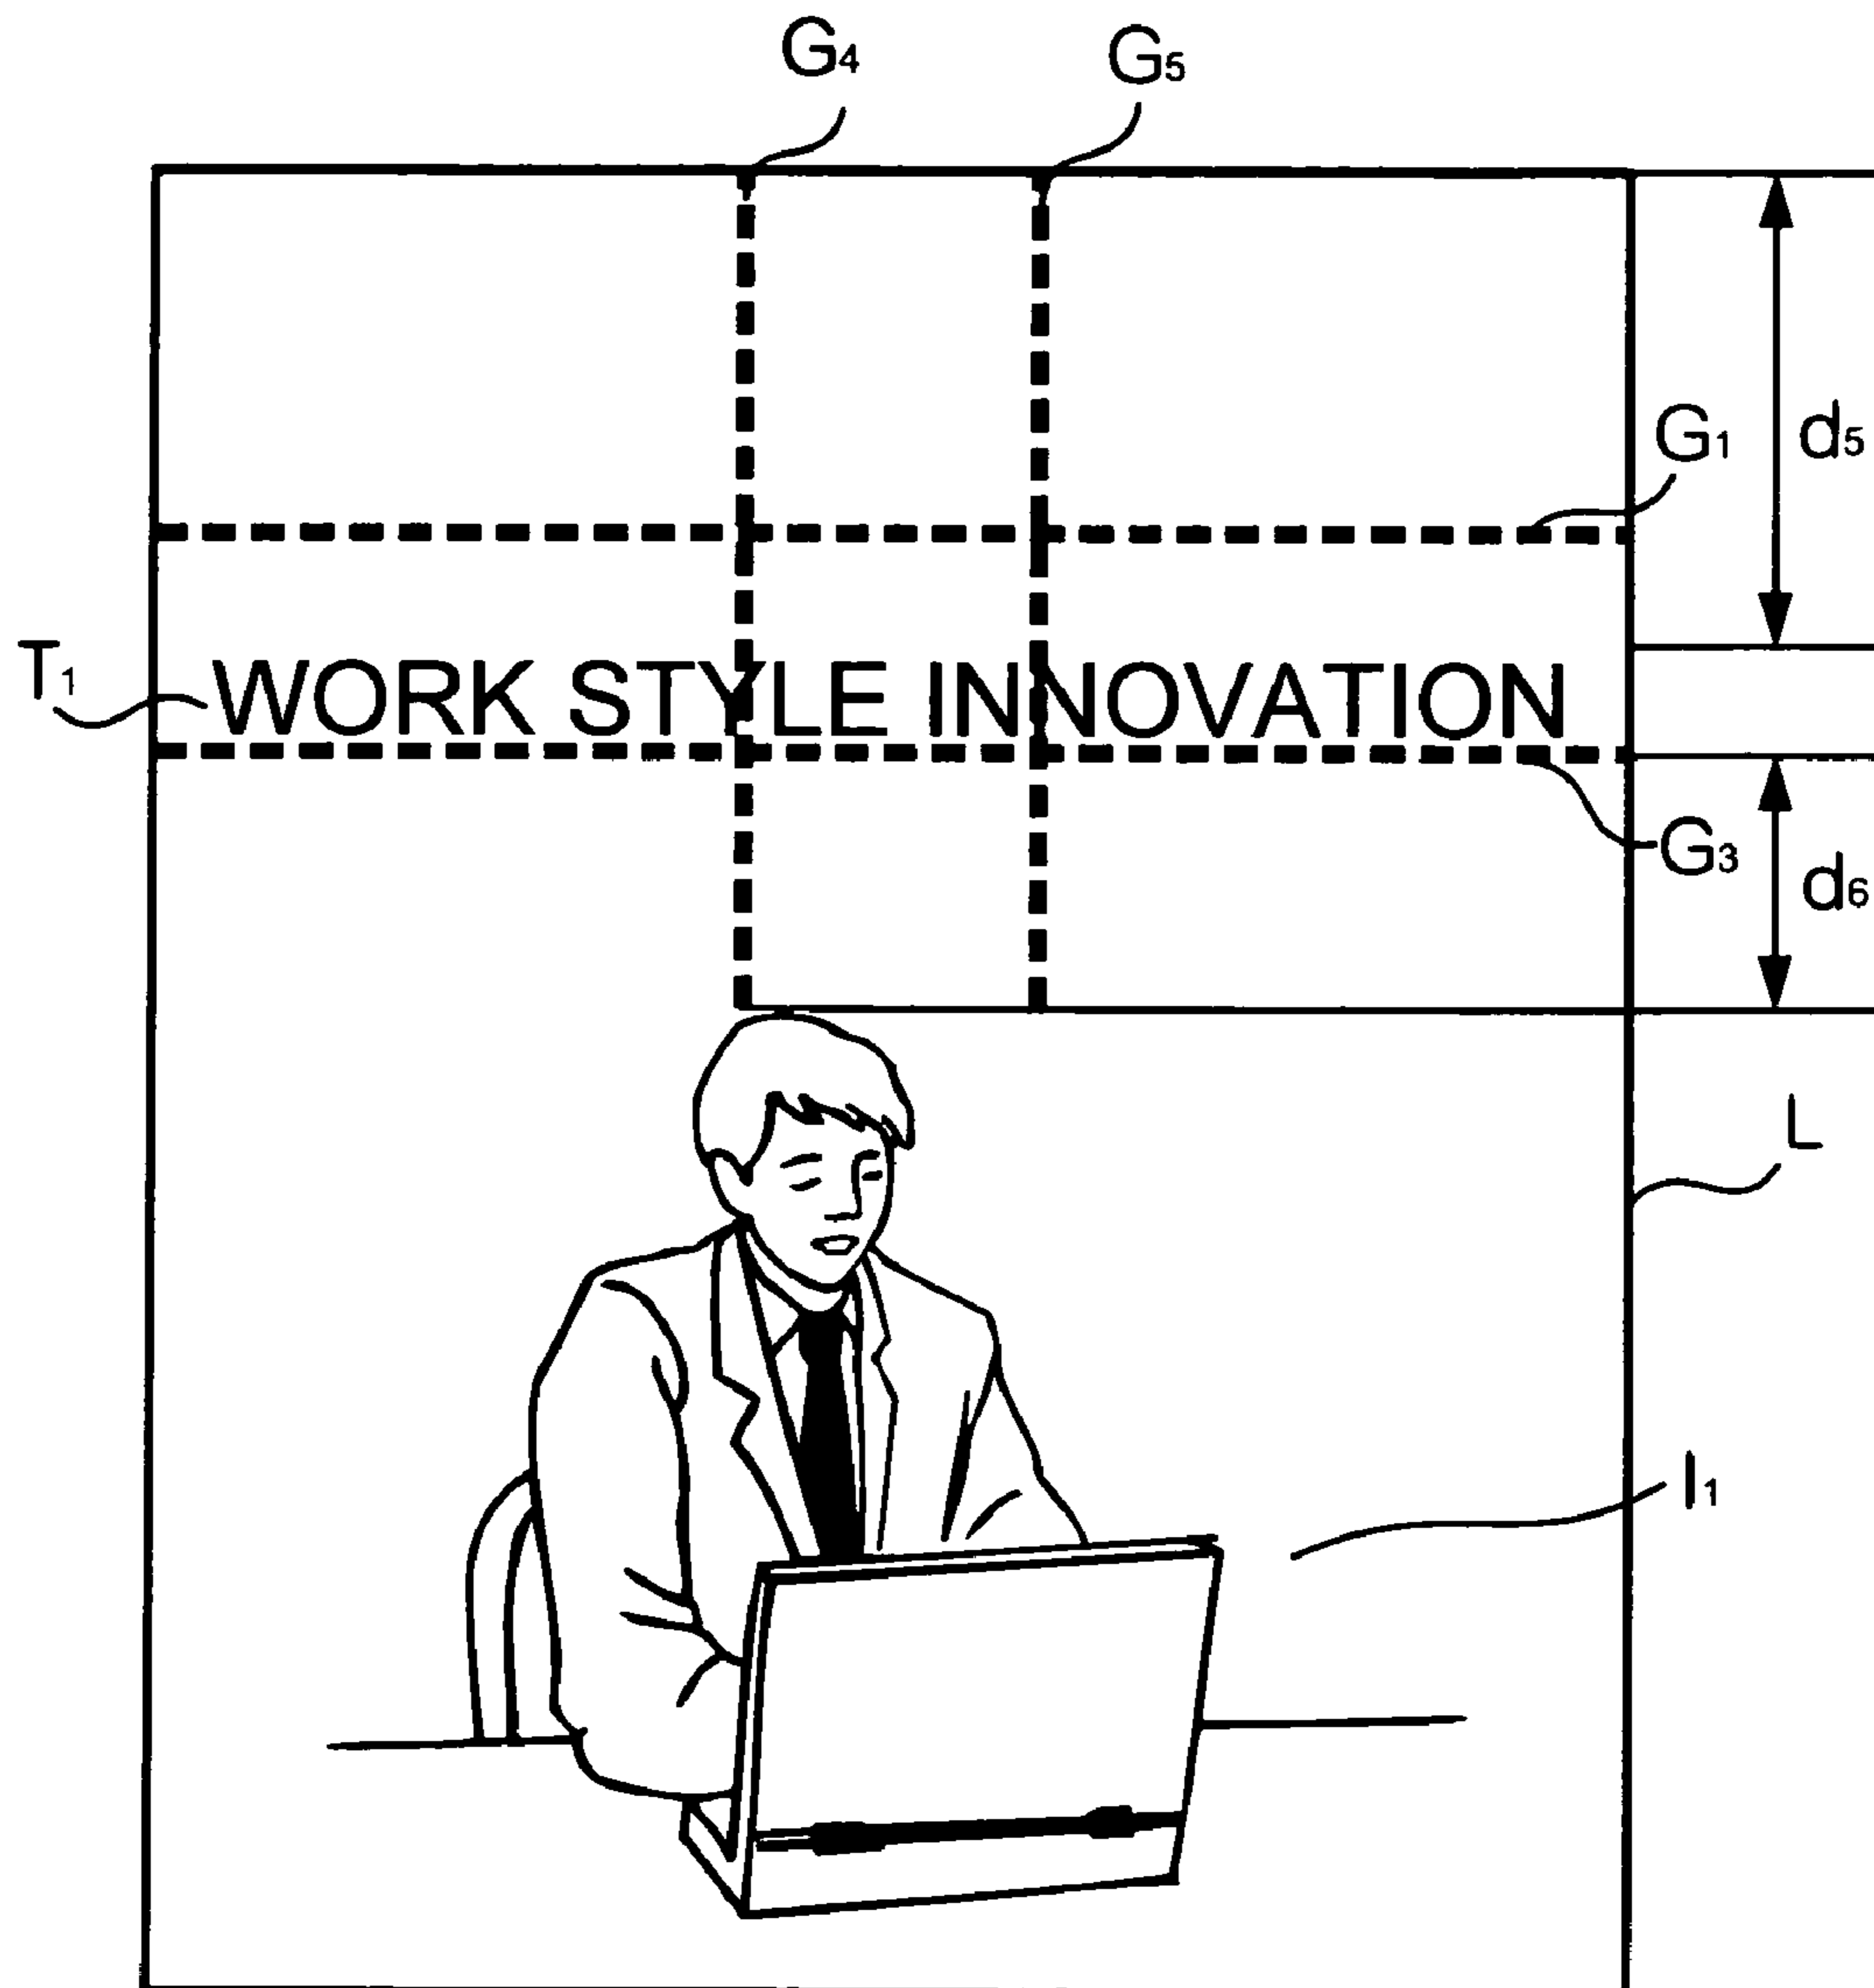 G4 G5
G1 d5
T1 WORK STYLE INNOVATION
G3 d6
L
I1